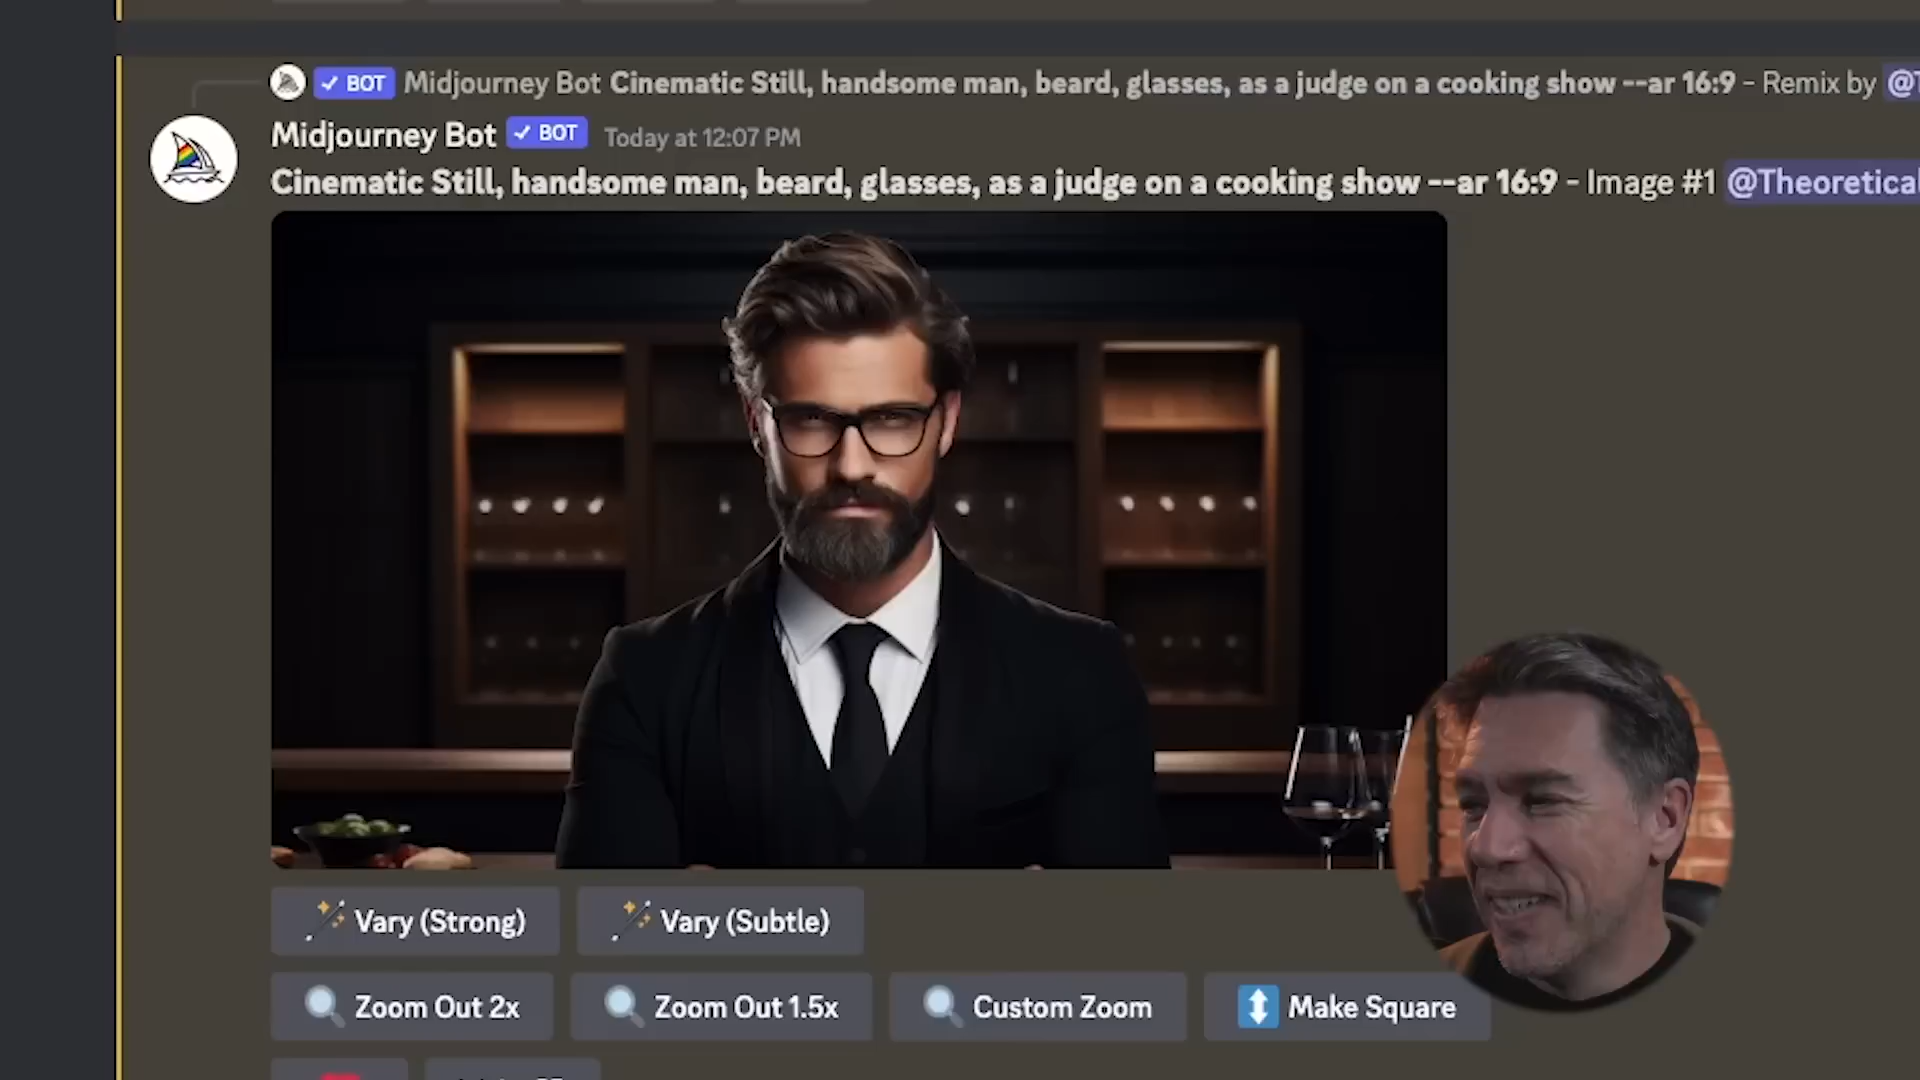 BOT Midjourney Bot Cinematic Still, handsome man, beard, glasses, as a judge on a cooking show --ar 16:9 - Remix by
Midjourney Bot BOT Today at 12:07 PM
Cinematic Still, handsome man, beard, glasses, as a judge on a cooking show --ar 16:9 - Image #1 @Theoretical
Vary (Strong) Vary (Subtle)
Zoom Out 2x Zoom Out 1.5x Custom Zoom Make Square